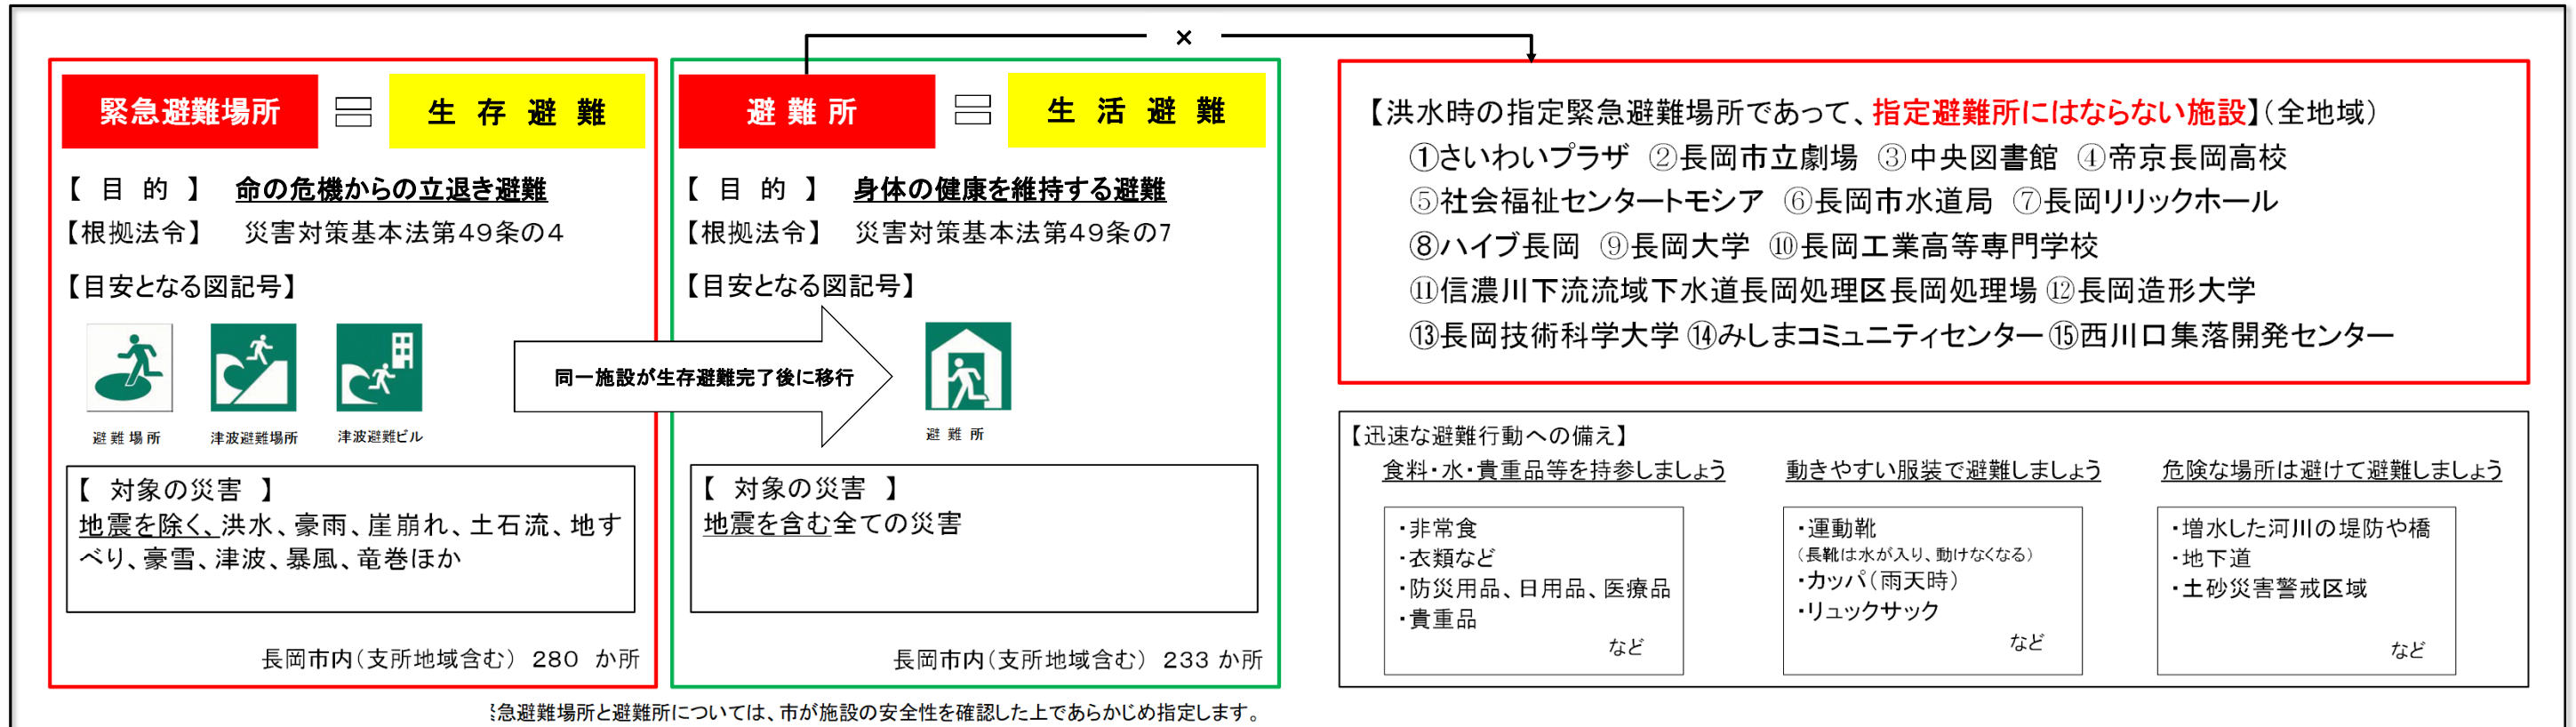 ×
緊急避難場所 = 生存避難
【 目 的 】 命の危機からの立退き避難
【根拠法令】 災害対策基本法第49条の4
【目安となる図記号】
避難場所 津波避難場所 津波避難ビル
【 対象の災害 】
地震を除く、洪水、豪雨、崖崩れ、土石流、地す
べり、豪雪、津波、暴風、竜巻ほか
長岡市内(支所地域含む) 280 か所
同一施設が生存避難完了後に移行
避難所 = 生活避難
【 目 的 】 身体の健康を維持する避難
【根拠法令】 災害対策基本法第49条の7
【目安となる図記号】
避難所
【 対象の災害 】
地震を含む全ての災害
長岡市内(支所地域含む) 233 か所
急避難場所と避難所については、市が施設の安全性を確認した上であらかじめ指定します。
【洪水時の指定緊急避難場所であって、指定避難所にはならない施設】(全地域)
①さいわいプラザ ②長岡市立劇場 ③中央図書館 ④帝京長岡高校
⑤社会福祉センタートモシア ⑥長岡市水道局 ⑦長岡リリックホール
⑧ハイブ長岡 ⑨長岡大学 ⑩長岡工業高等専門学校
⑪信濃川下流流域下水道長岡処理区長岡処理場 ⑫長岡造形大学
⑬長岡技術科学大学 ⑭みしまコミュニティセンター ⑮西川口集落開発センター
【迅速な避難行動への備え】
食料・水・貴重品等を持参しましょう
・非常食
・衣類など
・防災用品、日用品、医療品
・貴重品
など
動きやすい服装で避難しましょう
・運動靴
(長靴は水が入り、動けなくなる)
・カッパ(雨天時)
・リュックサック
など
危険な場所は避けて避難しましょう
・増水した河川の堤防や橋
・地下道
・土砂災害警戒区域
など